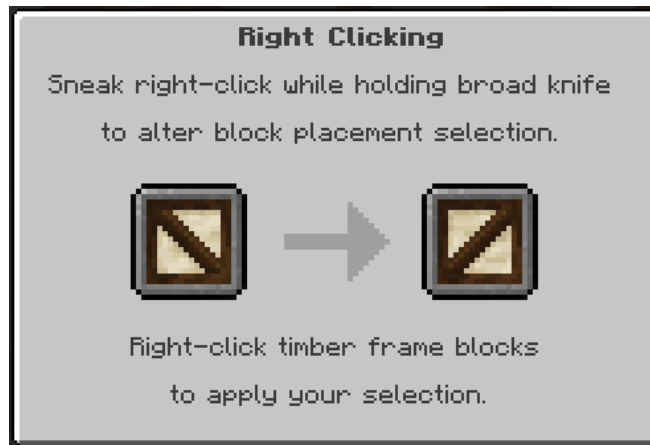 Right Clicking
Sneak right-click while holding broad knife
to alter block placement selection.
Right-click timber frame blocks
to apply your selection.